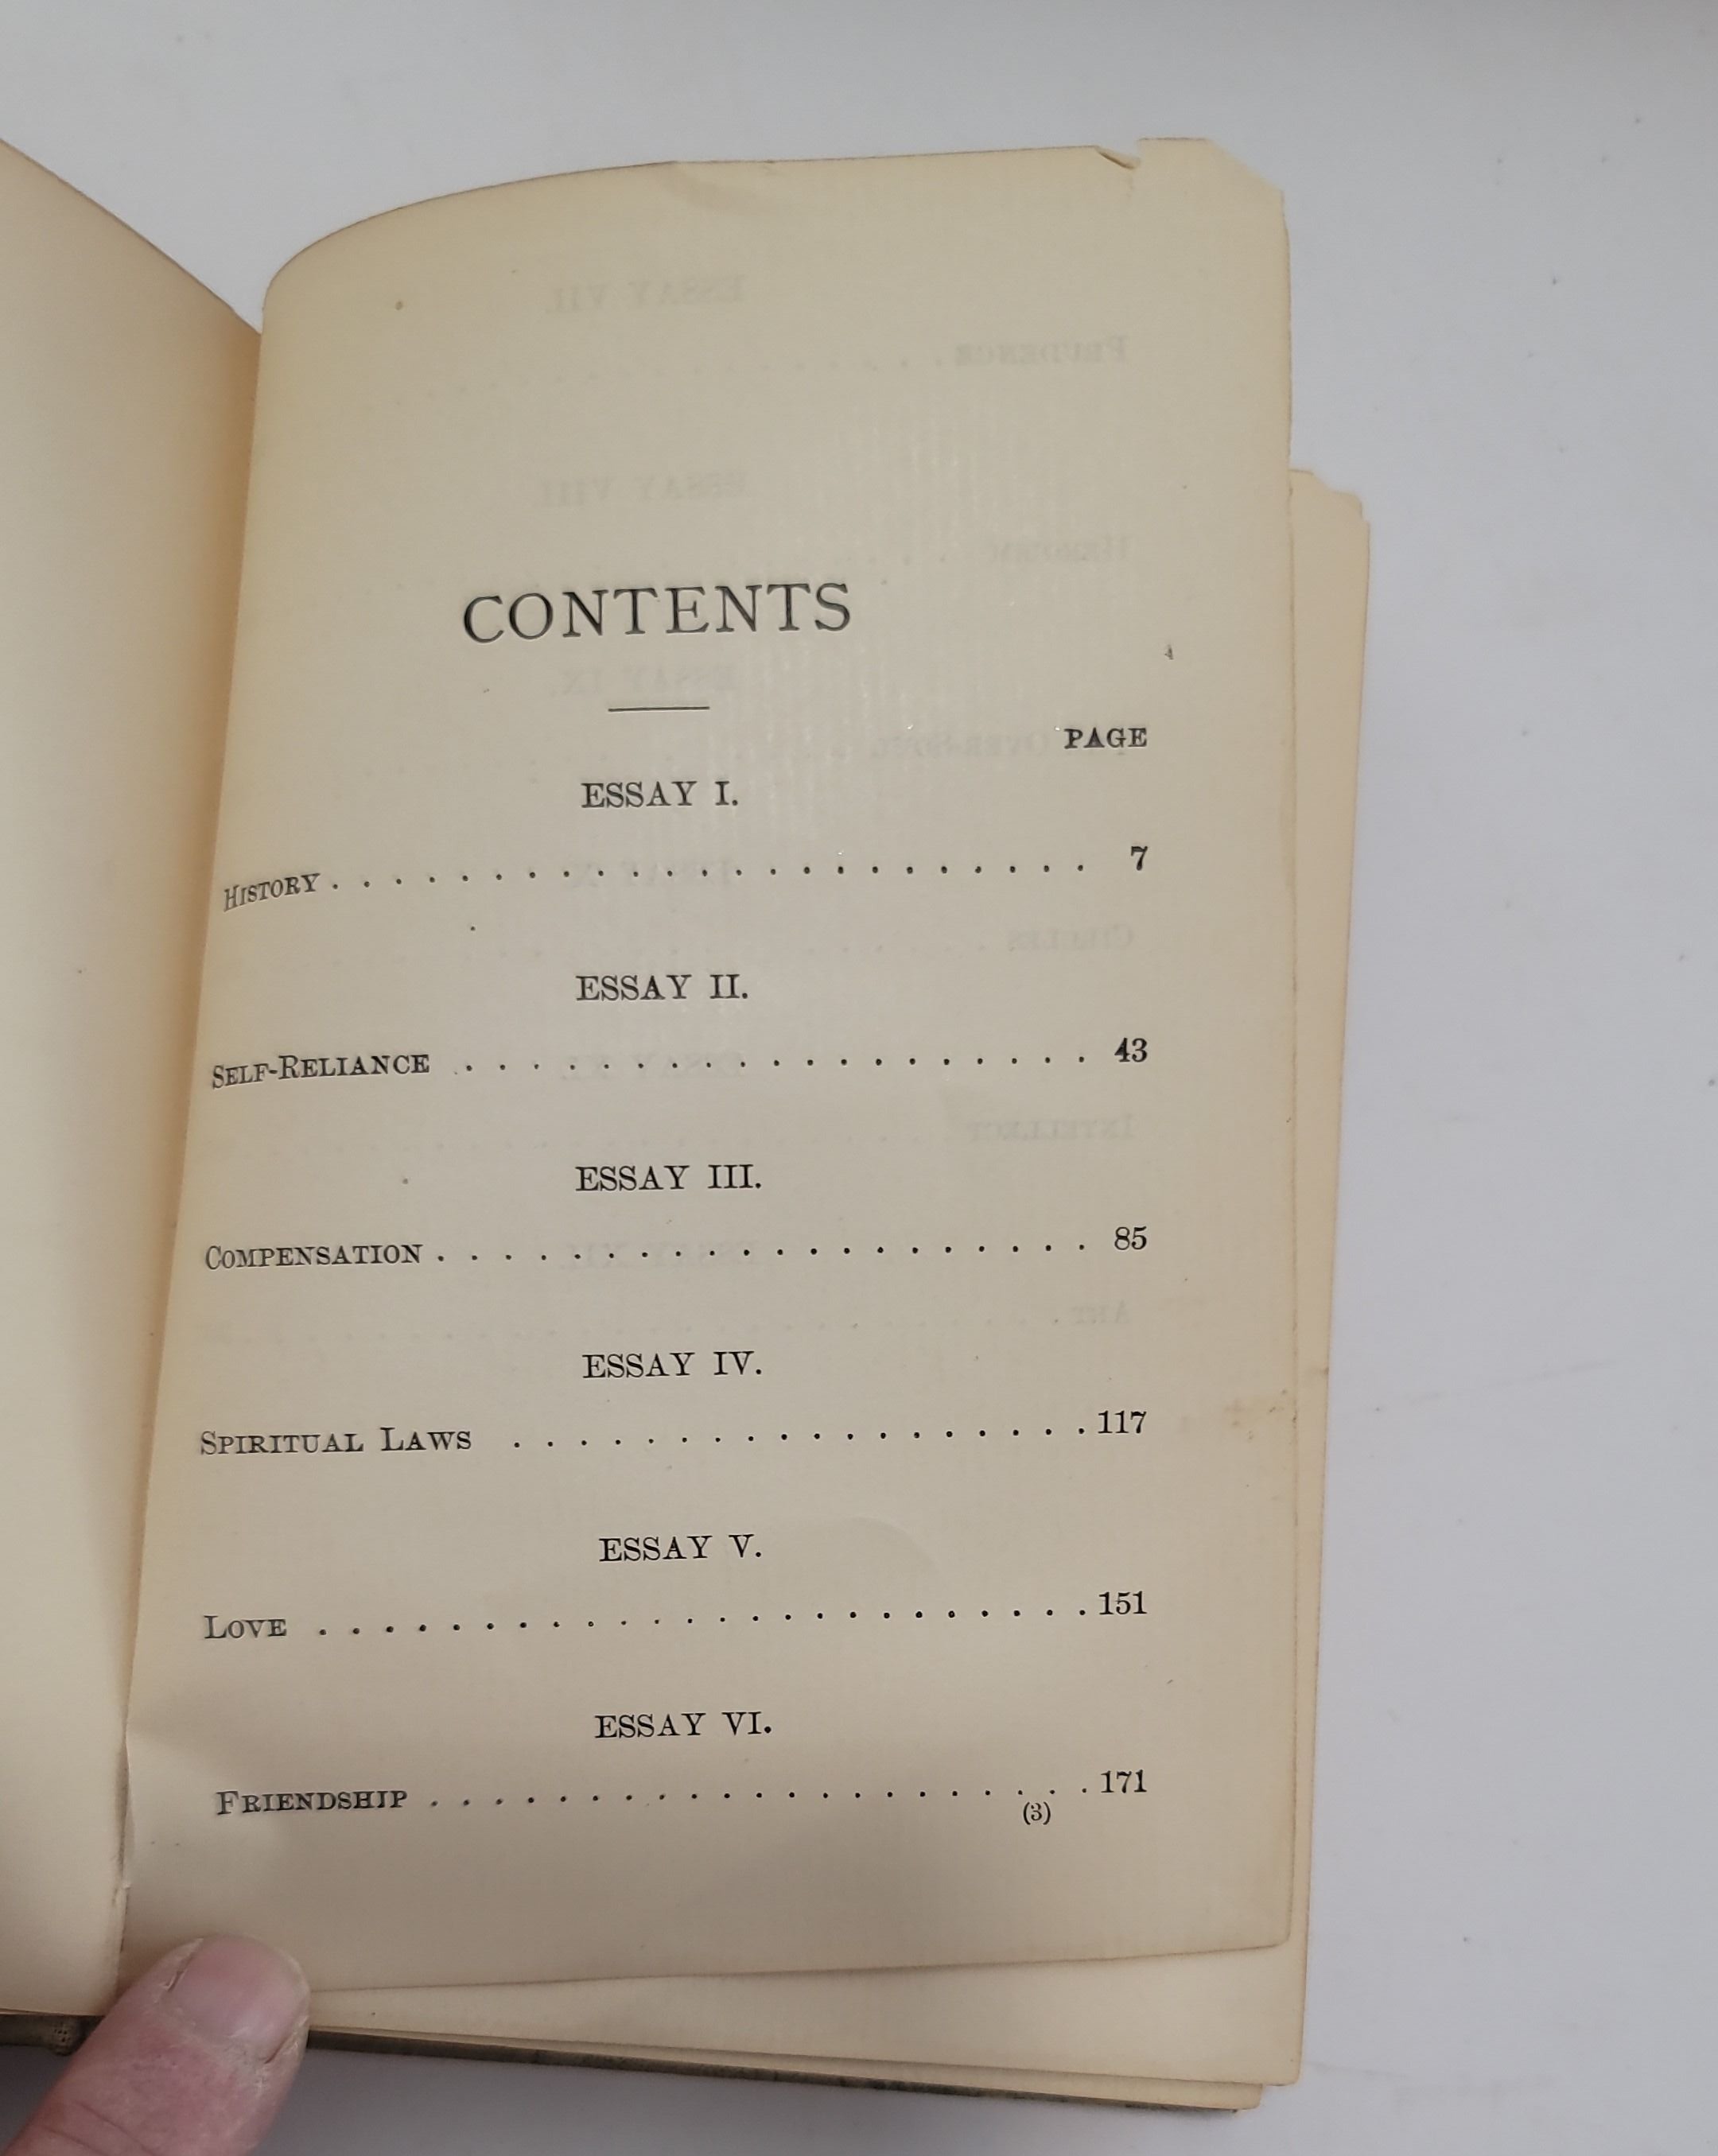 CONTENTS
PAGE
ESSAY I.
HISTORY . . . . . . . . . . . . . . . . . . . . . . . 7
ESSAY II.
SELF-RELIANCE . . . . . . . . . . . . . . . . . . . 43
ESSAY III.
COMPENSATION . . . . . . . . . . . . . . . . . . . . 85
ESSAY IV.
SPIRITUAL LAWS . . . . . . . . . . . . . . . . . . 117
ESSAY V.
LOVE . . . . . . . . . . . . . . . . . . . . . . . . 151
ESSAY VI.
FRIENDSHIP . . . . . . . . . . . . . . . . . . . . . 171
(3)